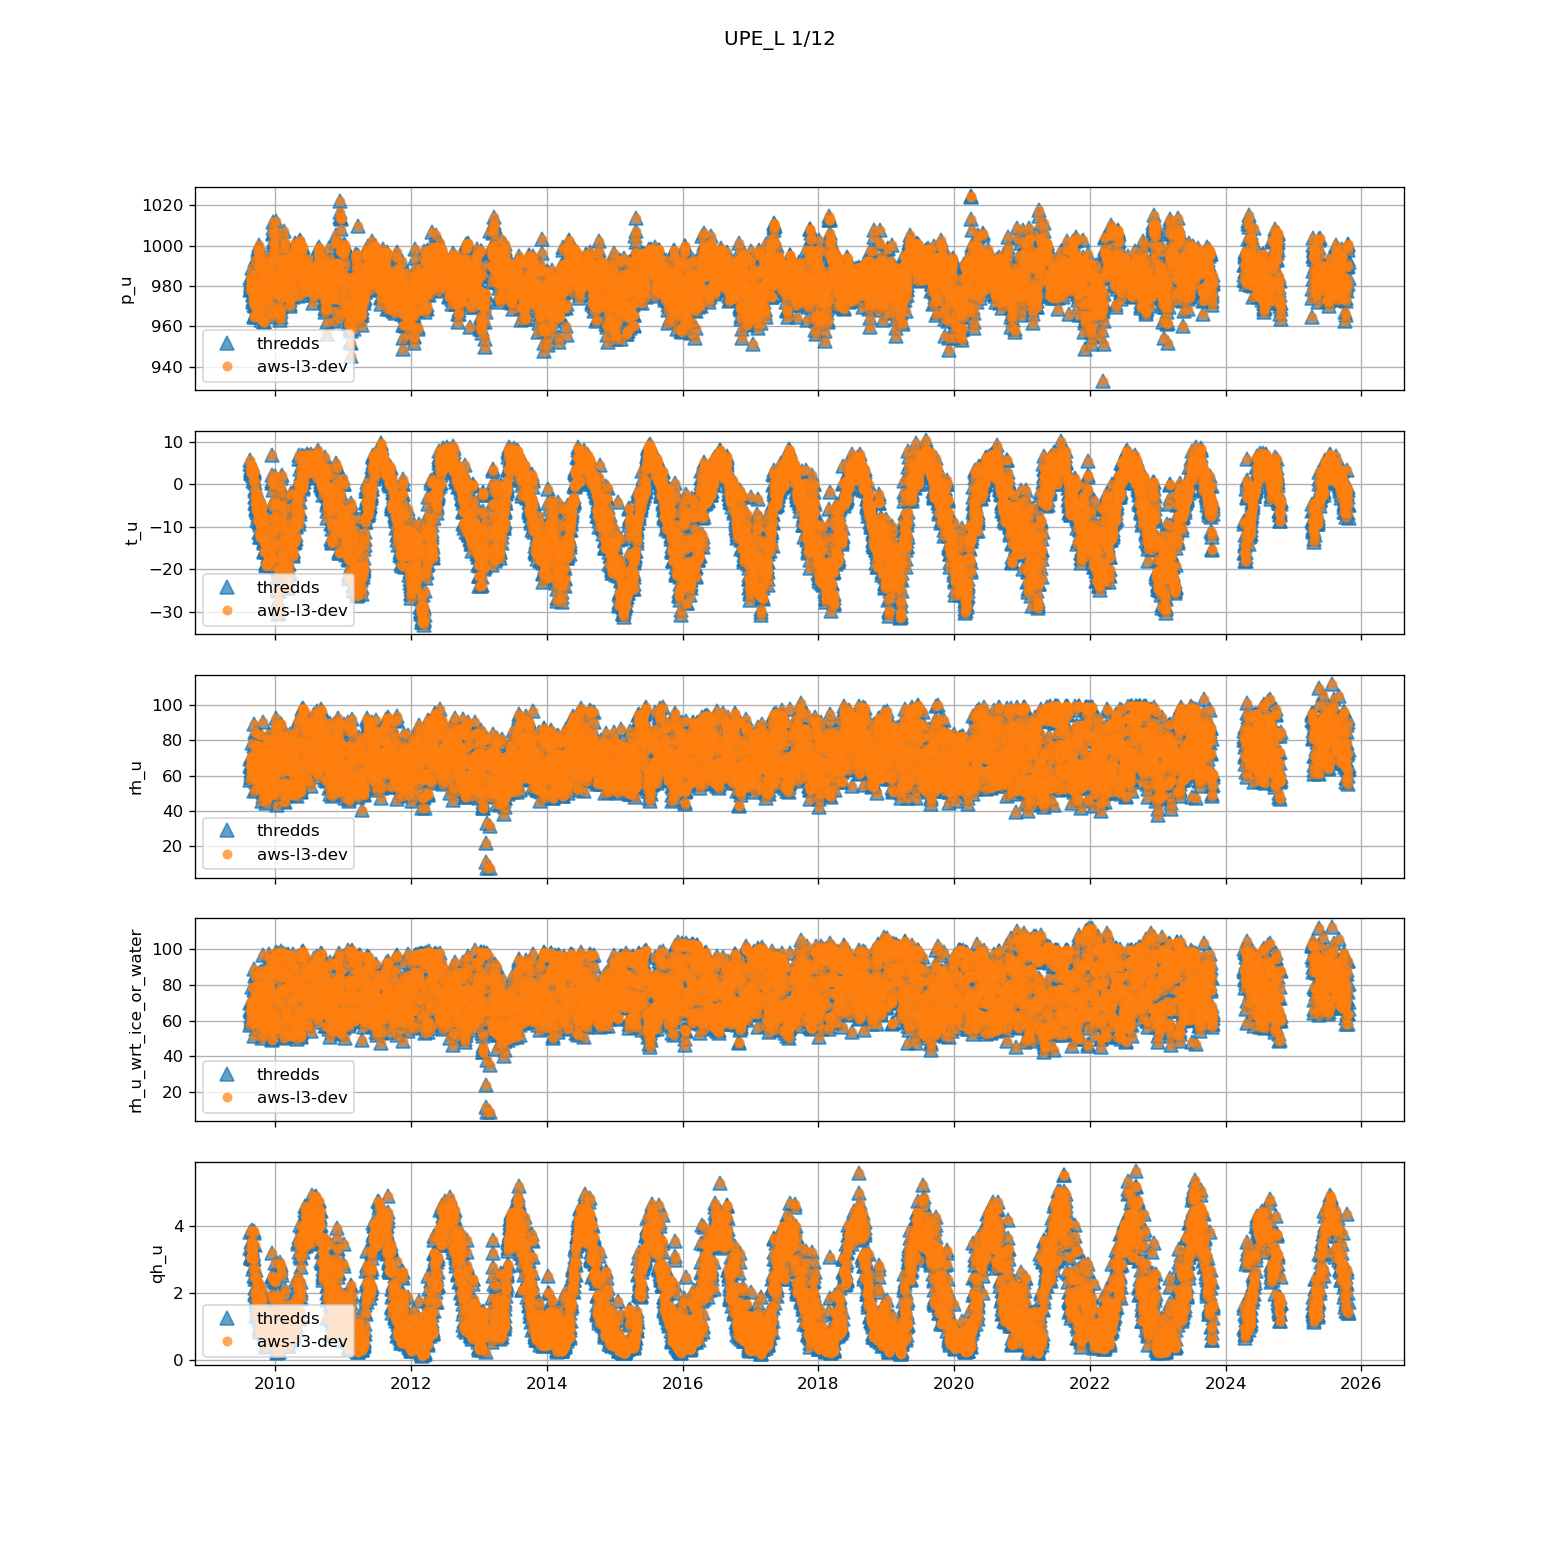 UPE_L 1/12
p_u
1020
1000
980
960
940
thredds
aws-l3-dev
t_u
10
0
−10
−20
−30
thredds
aws-l3-dev
rh_u
100
80
60
40
20
thredds
aws-l3-dev
rh_u_wrt_ice_or_water
100
80
60
40
20
thredds
aws-l3-dev
qh_u
4
2
0
thredds
aws-l3-dev
2010 2012 2014 2016 2018 2020 2022 2024 2026